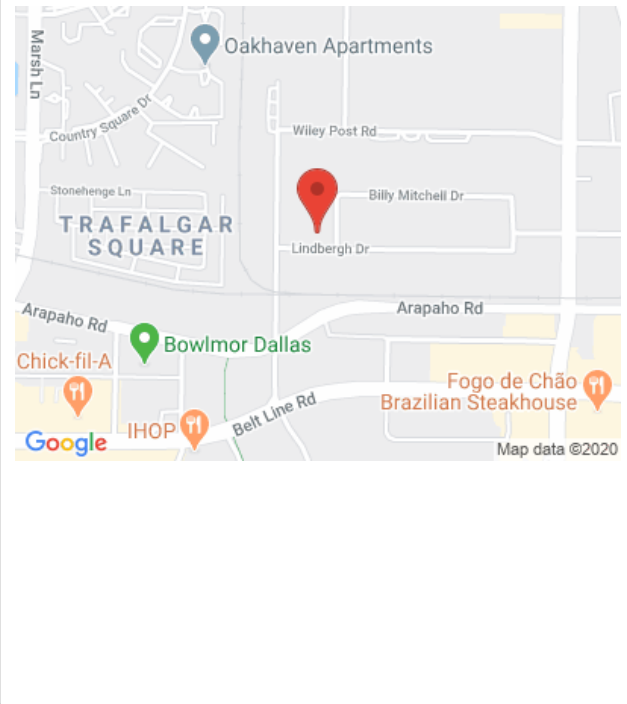 Marsh Ln
Oakhaven Apartments
Country Square Dr
Wiley Post Rd
Stonehenge Ln
Billy Mitchell Dr
TRAFALGAR
SQUARE
Lindbergh Dr
Arapaho Rd
Arapaho Rd
Bowlmor Dallas
Chick-fil-A
Fogo de Chão
Brazilian Steakhouse
IHOP
Belt Line Rd
Google
Map data ©2020